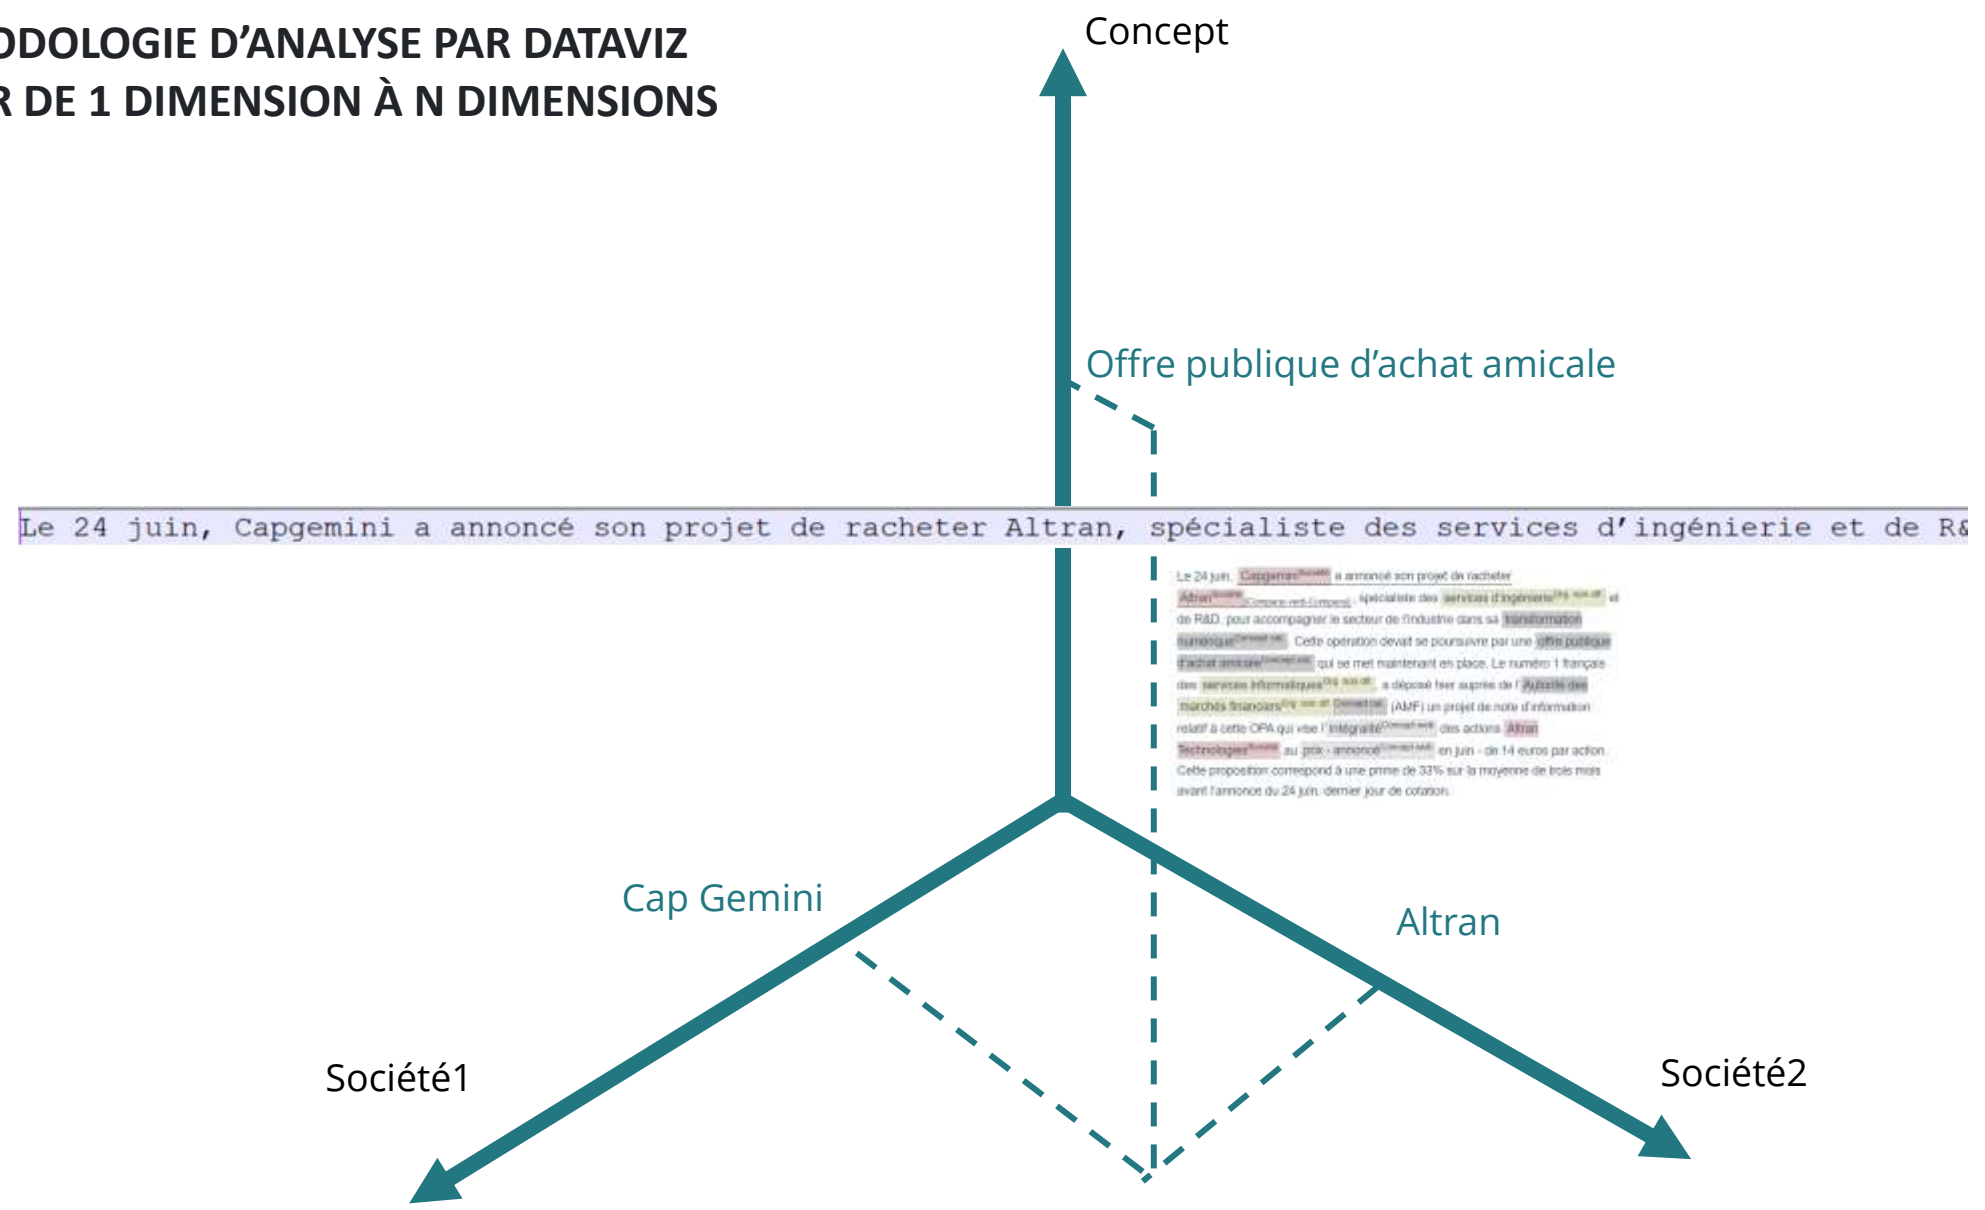 ODOLOGIE D’ANALYSE PAR DATAVIZ
R DE 1 DIMENSION À N DIMENSIONS
Concept
Offre publique d’achat amicale
Le 24 juin, Capgemini a annoncé son projet de racheter Altran, spécialiste des services d’ingénierie et de R&
Le 24 juin, Capgemini a annoncé son projet de racheter
Altran, spécialiste des services d'ingénierie et
de R&D, pour accompagner le secteur de l'industrie dans sa transformation
numérique. Cette opération devait se poursuivre par une offre publique
d'achat amicale qui se met maintenant en place. Le numéro 1 français
des services informatiques, a déposé hier auprès de l'Autorité des
marchés financiers (AMF) un projet de note d'information
relatif à cette OPA qui vise l'intégralité des actions Altran
Technologies au prix - annoncé en juin - de 14 euros par action.
Cette proposition correspond à une prime de 33% sur la moyenne de trois mois
avant l'annonce du 24 juin, dernier jour de cotation.
Cap Gemini
Altran
Société1
Société2